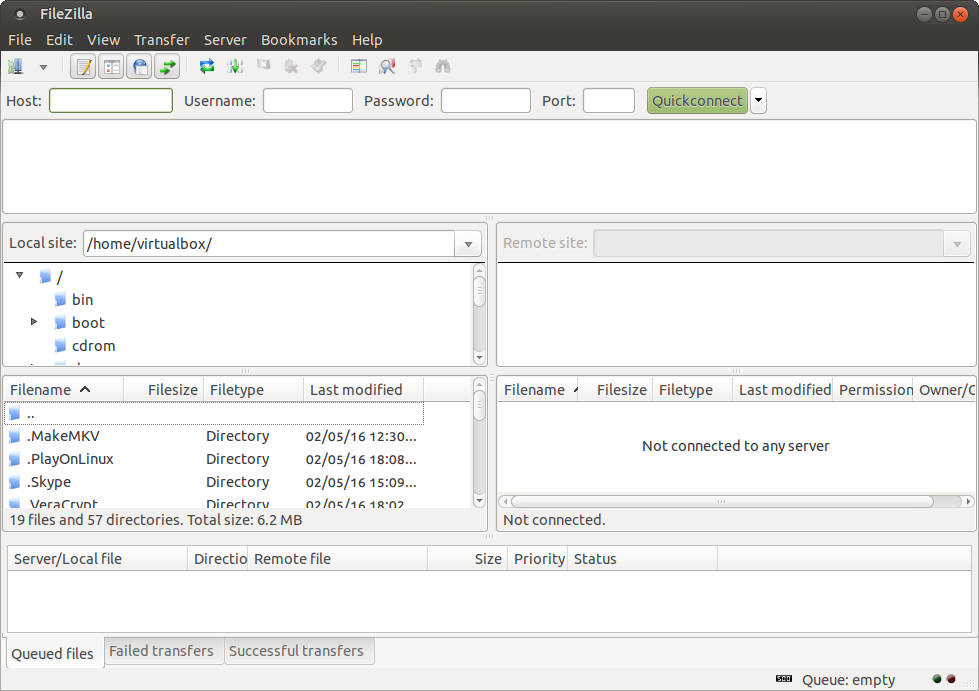 FileZilla
File Edit View Transfer Server Bookmarks Help
Host: Username: Password: Port: Quickconnect
Local site: /home/virtualbox/
Remote site:
/
bin
boot
cdrom
Filename Filesize Filetype Last modified
..
.MakeMKV Directory 02/05/16 12:30...
.PlayOnLinux Directory 02/05/16 18:08...
.Skype Directory 02/05/16 15:09...
.VeraCrypt Directory 02/05/16 18:02
19 files and 57 directories. Total size: 6.2 MB
Filename Filesize Filetype Last modified Permission Owner/G
Not connected to any server
Not connected.
Server/Local file Directio Remote file Size Priority Status
Queued files Failed transfers Successful transfers
Queue: empty